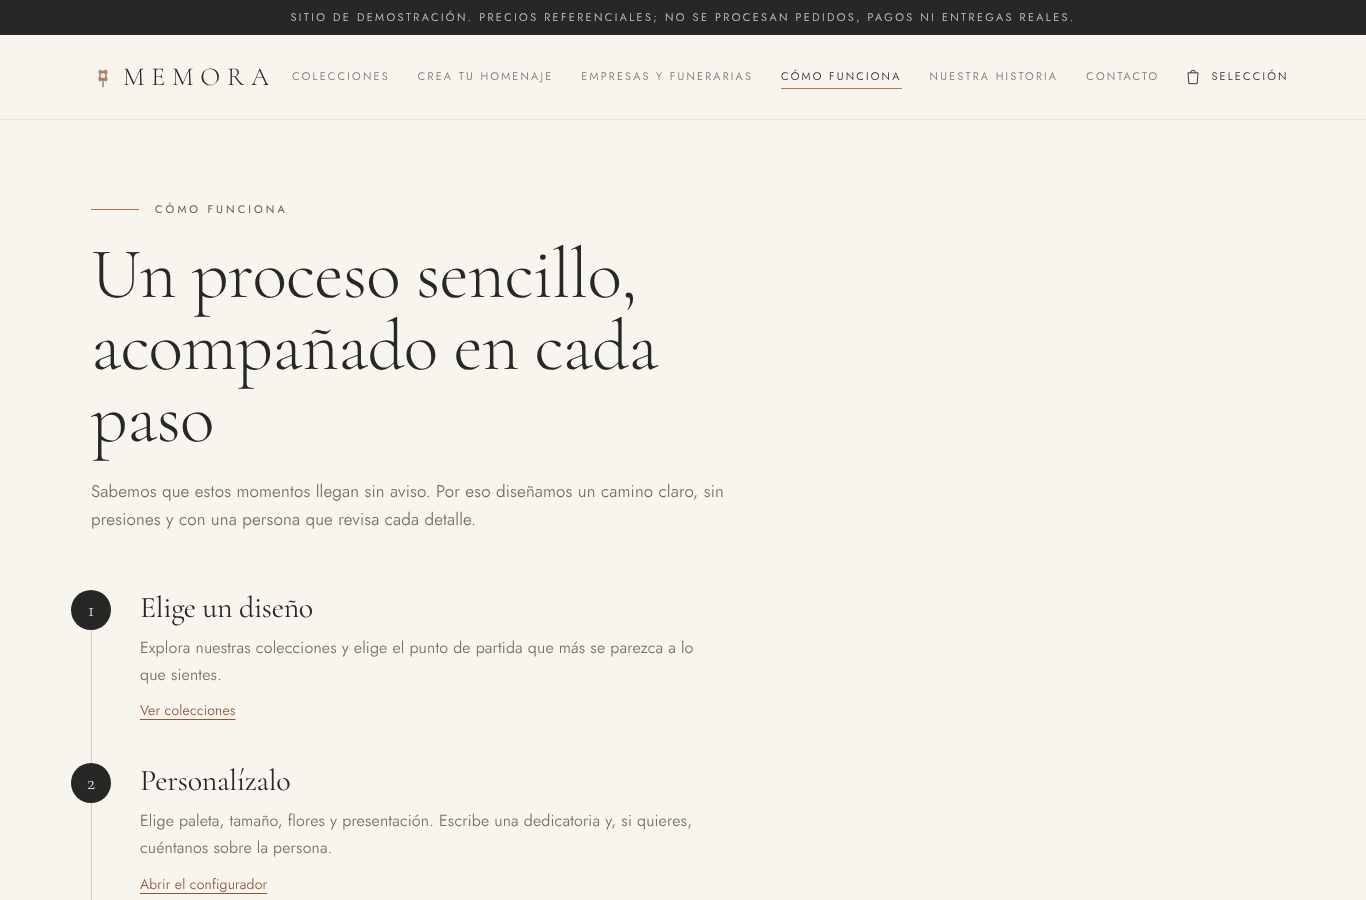 SITIO DE DEMOSTRACIÓN. PRECIOS REFERENCIALES; NO SE PROCESAN PEDIDOS, PAGOS NI ENTREGAS REALES.
MEMORA COLECCIONES CREA TU HOMENAJE EMPRESAS Y FUNERARIAS CÓMO FUNCIONA NUESTRA HISTORIA CONTACTO SELECCIÓN
CÓMO FUNCIONA
Un proceso sencillo,
acompañado en cada
paso
Sabemos que estos momentos llegan sin aviso. Por eso diseñamos un camino claro, sin
presiones y con una persona que revisa cada detalle.
1 Elige un diseño
Explora nuestras colecciones y elige el punto de partida que más se parezca a lo
que sientes.
Ver colecciones
2 Personalízalo
Elige paleta, tamaño, flores y presentación. Escribe una dedicatoria y, si quieres,
cuéntanos sobre la persona.
Abrir el configurador